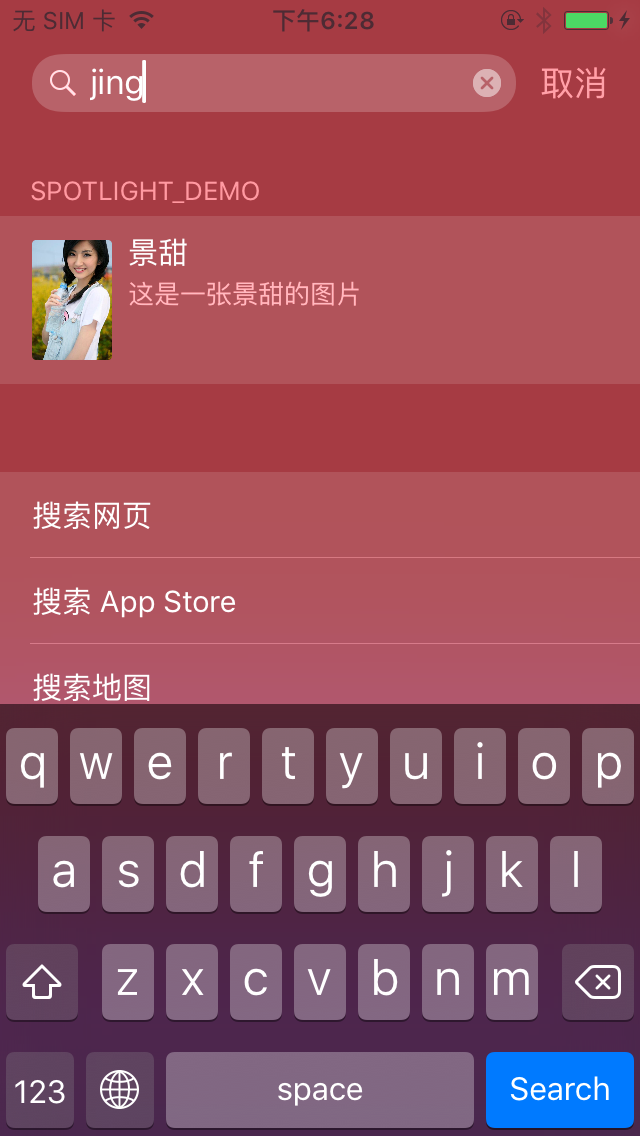 无 SIM 卡 下午6:28
jing 取消
SPOTLIGHT_DEMO
景甜
这是一张景甜的图片
搜索网页
搜索 App Store
搜索地图
q w e r t y u i o p
a s d f g h j k l
z x c v b n m
123 space Search